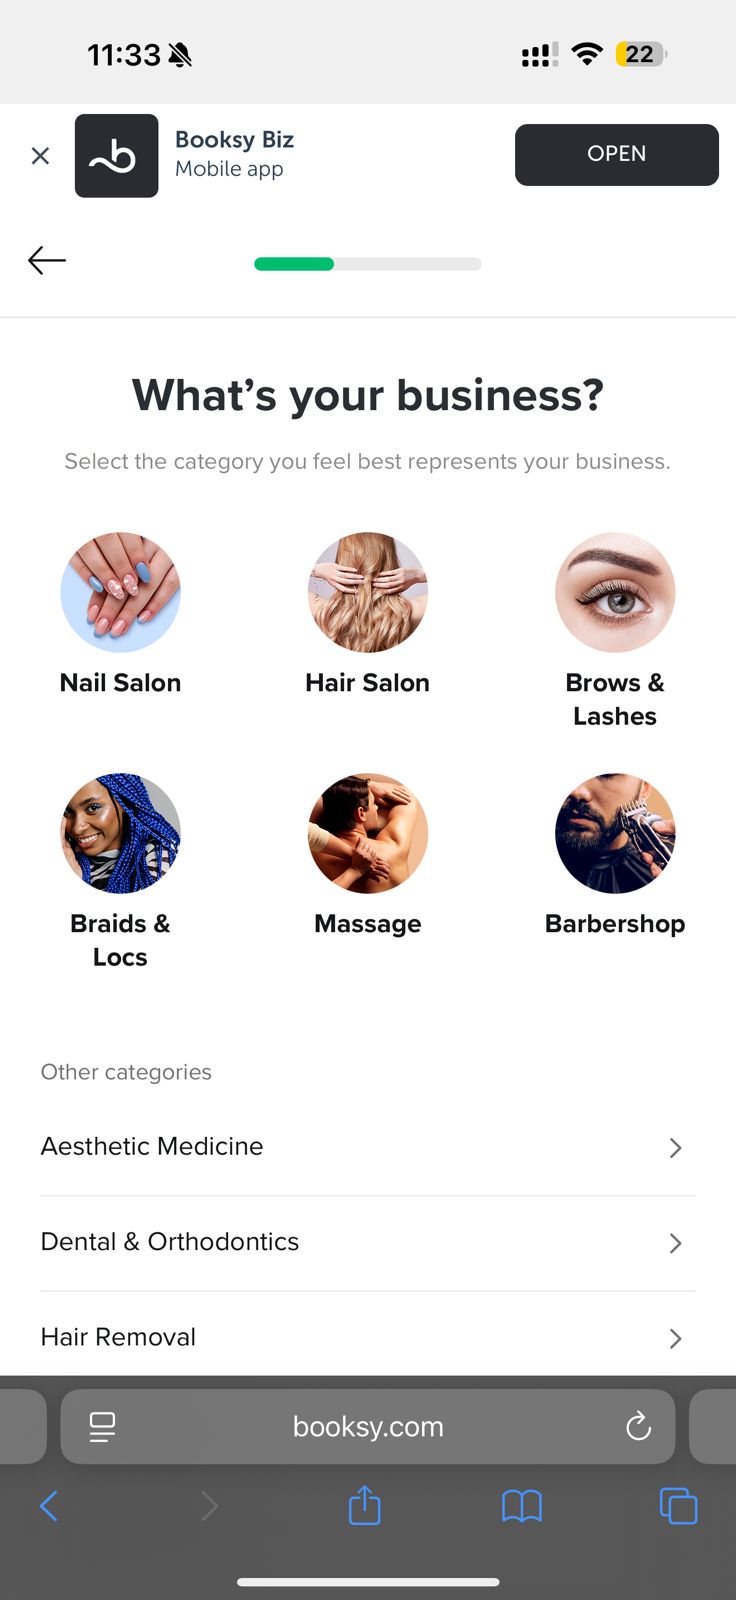 11:33
22
Booksy Biz
Mobile app
OPEN
What's your business?
Select the category you feel best represents your business.
Nail Salon
Hair Salon
Brows &
Lashes
Braids &
Locs
Massage
Barbershop
Other categories
Aesthetic Medicine
Dental & Orthodontics
Hair Removal
booksy.com